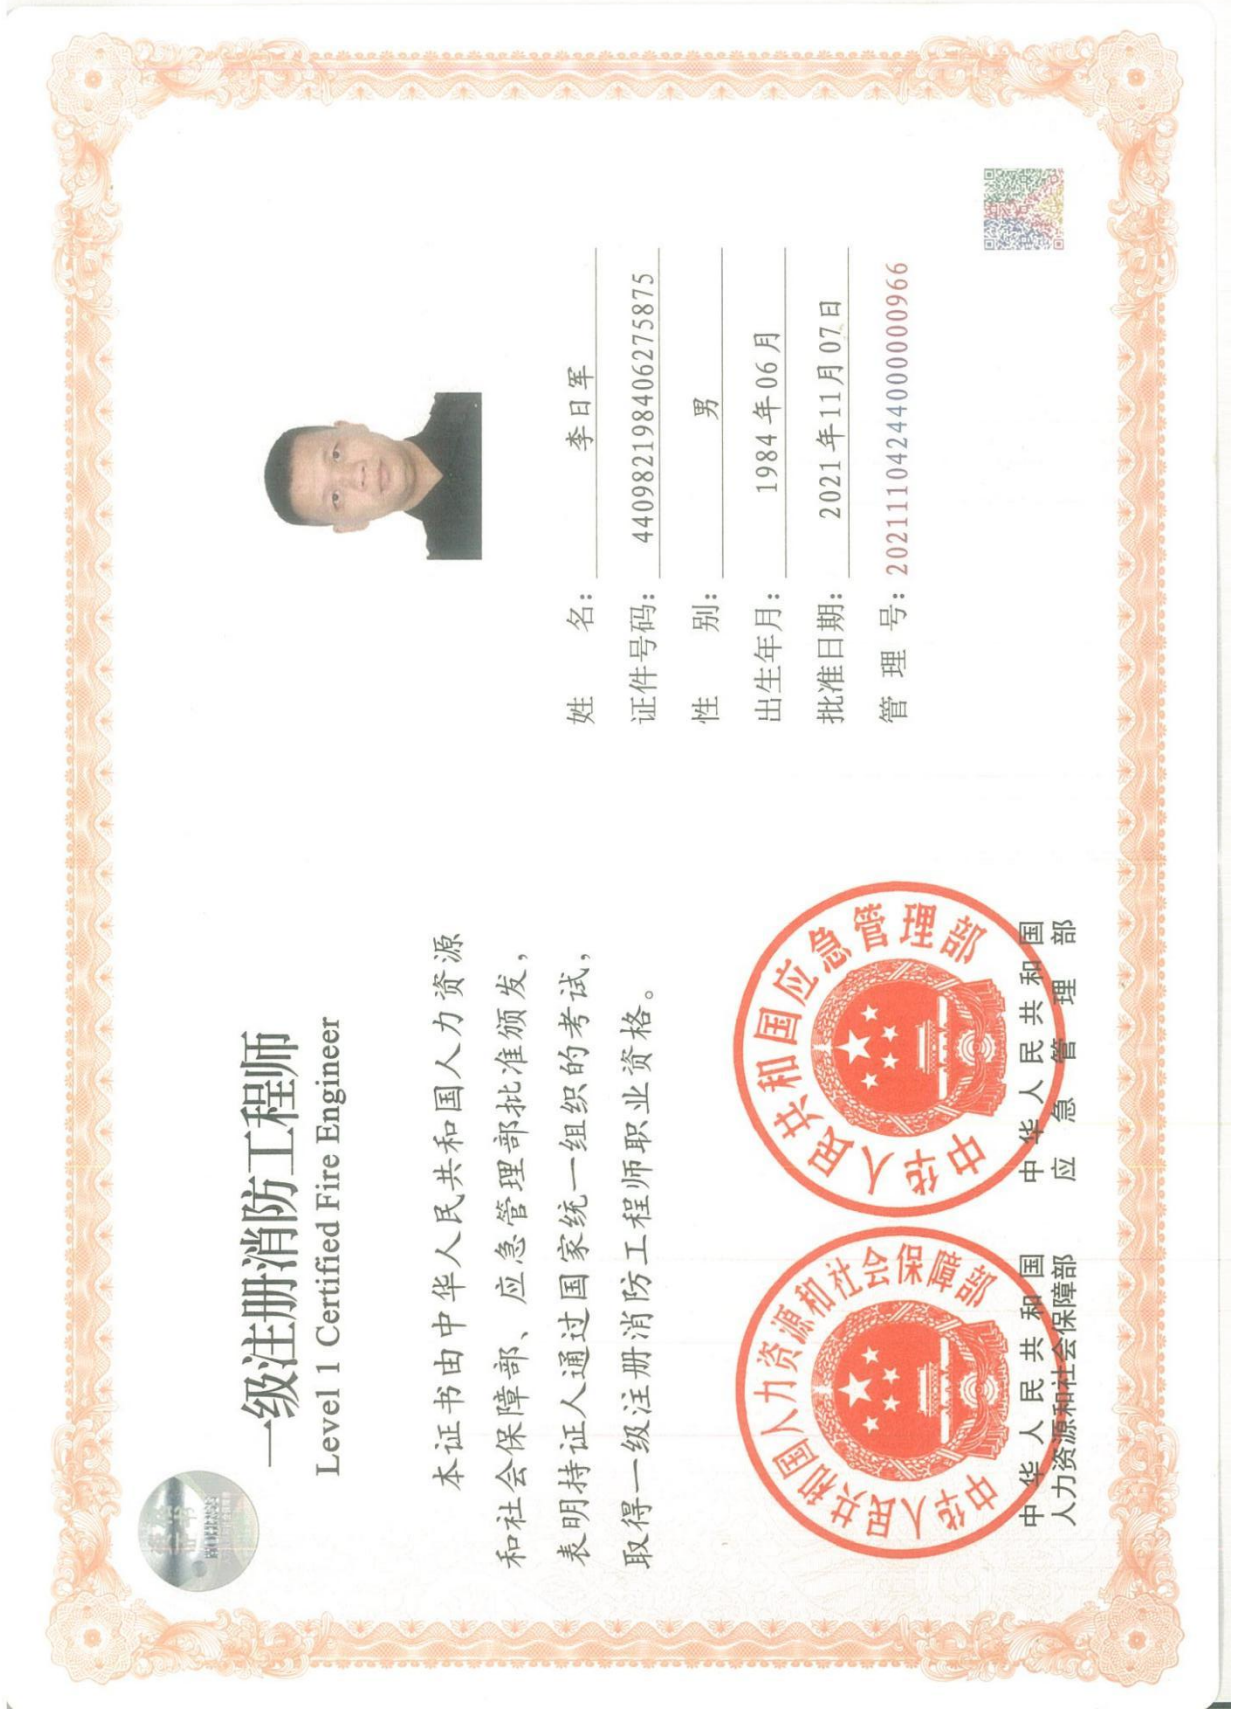 一级注册消防工程师
Level 1 Certified Fire Engineer
本证书由中华人民共和国人力资源
和社会保障部、应急管理部批准颁发，
表明持证人通过国家统一组织的考试，
取得一级注册消防工程师职业资格。
中华人民共和国人力资源和社会保障部
中华人民共和国
人力资源和社会保障部
中华人民共和国应急管理部
中华人民共和国
应急管理部
姓 名：李日军
证件号码：440982198406275875
性 别：男
出生年月：1984年06月
批准日期：2021年11月07日
管 理 号：20211104244000000966